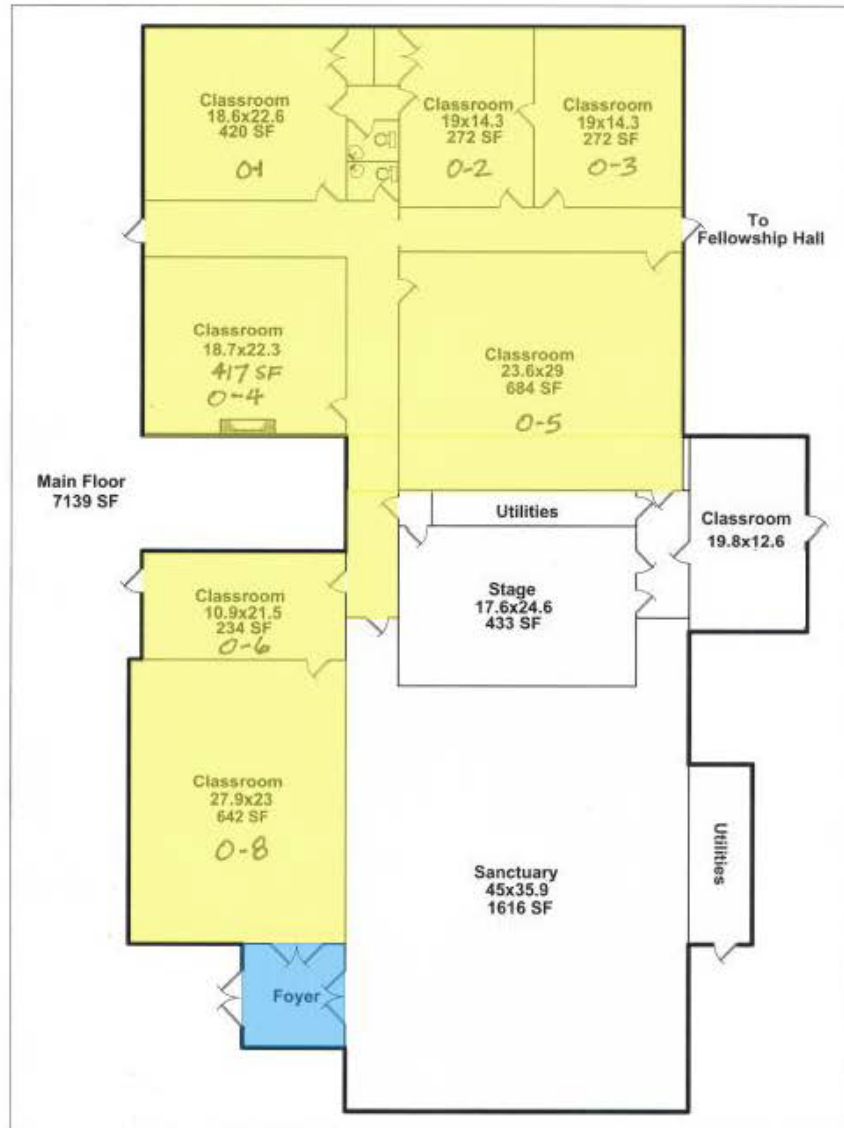 Classroom
18.6x22.6
420 SF
0-1
Classroom
19x14.3
272 SF
0-2
Classroom
19x14.3
272 SF
0-3
To
Fellowship Hall
Classroom
18.7x22.3
417 SF
0-4
Classroom
23.6x29
684 SF
0-5
Main Floor
7139 SF
Utilities
Classroom
19.8x12.6
Classroom
10.9x21.5
234 SF
0-6
Stage
17.6x24.6
433 SF
Classroom
27.9x23
642 SF
0-8
Sanctuary
45x35.9
1616 SF
Utilities
Foyer